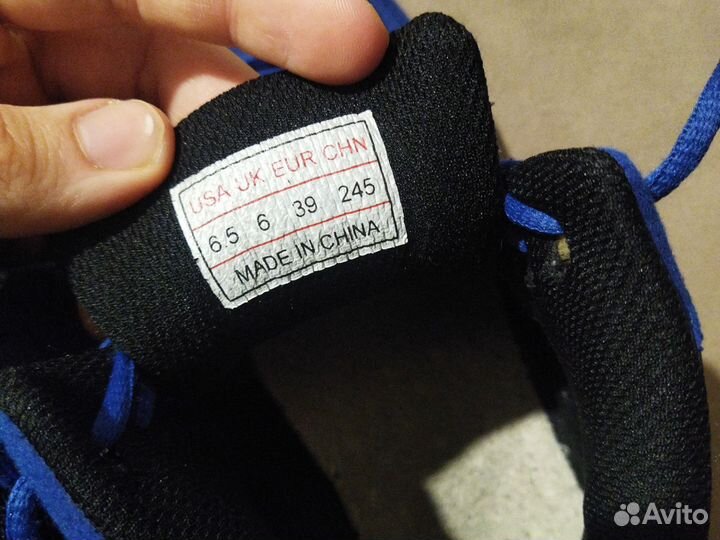 USA UK EUR CHN
6.5 6 39 245
MADE IN CHINA
Avito